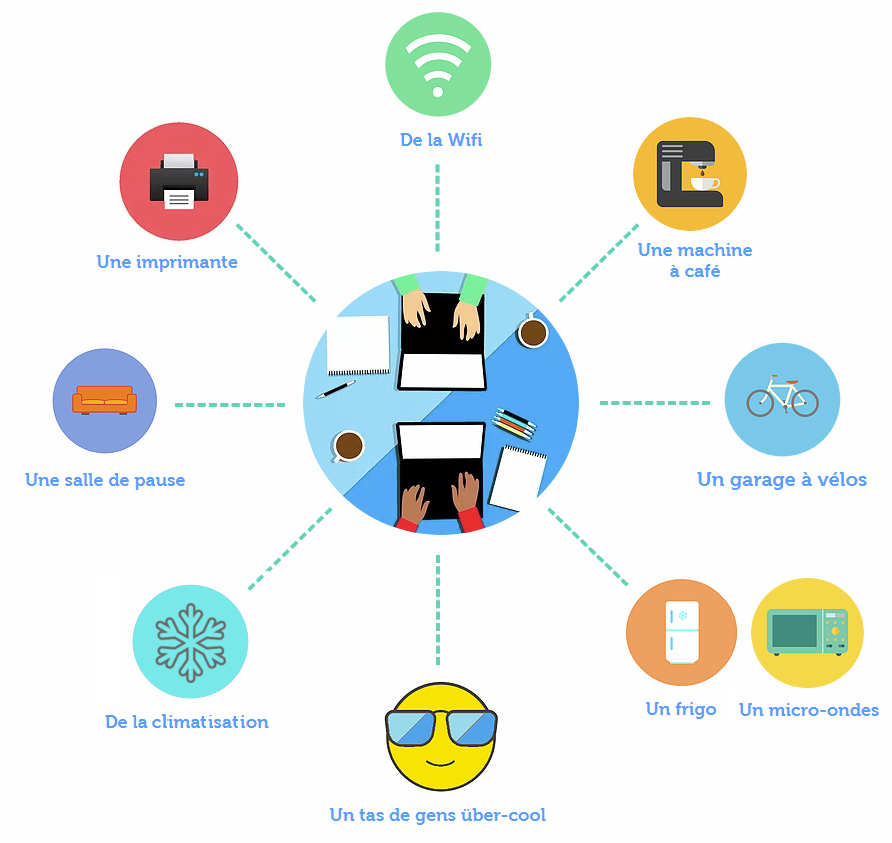 De la Wifi
Une imprimante
Une machine
à café
Une salle de pause
Un garage à vélos
De la climatisation
Un frigo
Un micro-ondes
Un tas de gens über-cool